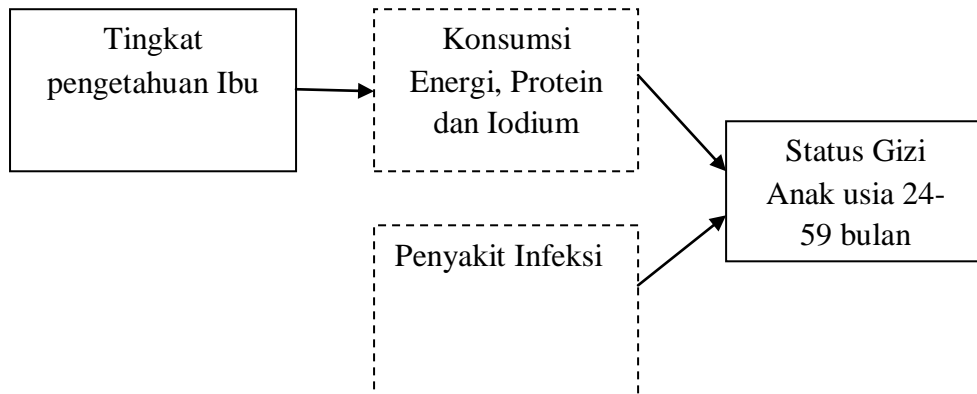 Tingkat
pengetahuan Ibu
Konsumsi
Energi, Protein
dan Iodium
Status Gizi
Anak usia 24-
59 bulan
Penyakit Infeksi